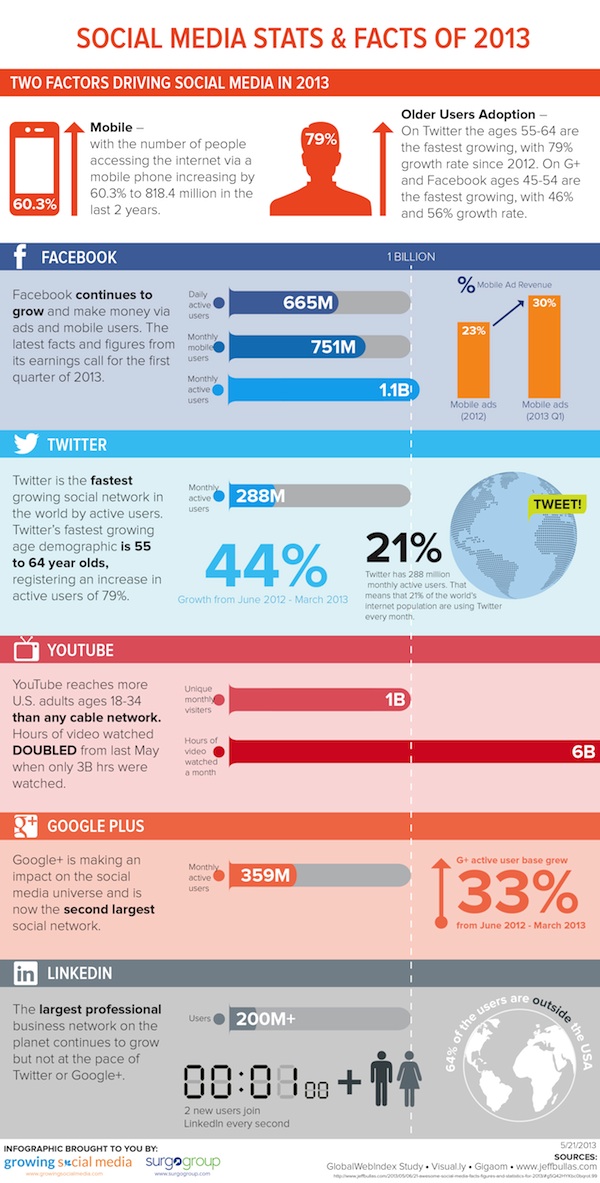 SOCIAL MEDIA STATS & FACTS OF 2013
TWO FACTORS DRIVING SOCIAL MEDIA IN 2013
60.3%
Mobile –
with the number of people
accessing the internet via a
mobile phone increasing by
60.3% to 818.4 million in the
last 2 years.
79%
Older Users Adoption –
On Twitter the ages 55-64 are
the fastest growing, with 79%
growth rate since 2012. On G+
and Facebook ages 45-54 are
the fastest growing, with 46%
and 56% growth rate.
f FACEBOOK
1 BILLION
Facebook continues to
grow and make money via
ads and mobile users. The
latest facts and figures from
its earnings call for the first
quarter of 2013.
Daily
active
users
665M
Monthly
mobile
users
751M
Monthly
active
users
1.1B
% Mobile Ad Revenue
23%
30%
Mobile ads
(2012)
Mobile ads
(2013 Q1)
TWITTER
Twitter is the fastest
growing social network in
the world by active users.
Twitter's fastest growing
age demographic is 55
to 64 year olds,
registering an increase in
active users of 79%.
Monthly
active
users
288M
44%
Growth from June 2012 - March 2013
21%
Twitter has 288 million
monthly active users. That
means that 21% of the world's
internet population are using Twitter
every month.
TWEET!
YOUTUBE
YouTube reaches more
U.S. adults ages 18-34
than any cable network.
Hours of video watched
DOUBLED from last May
when only 3B hrs were
watched.
Unique
monthly
visiters
1B
Hours of
video
watched
a month
6B
g+ GOOGLE PLUS
Google+ is making an
impact on the social
media universe and is
now the second largest
social network.
Monthly
active
users
359M
G+ active user base grew
33%
from June 2012 - March 2013
in LINKEDIN
The largest professional
business network on the
planet continues to grow
but not at the pace of
Twitter or Google+.
Users
200M+
00:01 00 +
2 new users join
LinkedIn every second
64% of the users are outside the USA
INFOGRAPHIC BROUGHT TO YOU BY:
growing social media
www.growingsocialmedia.com
surgogroup
www.surgogroup.com
5/21/2013
SOURCES:
GlobalWebIndex Study • Visual.ly • Gigaom • www.jeffbullas.com